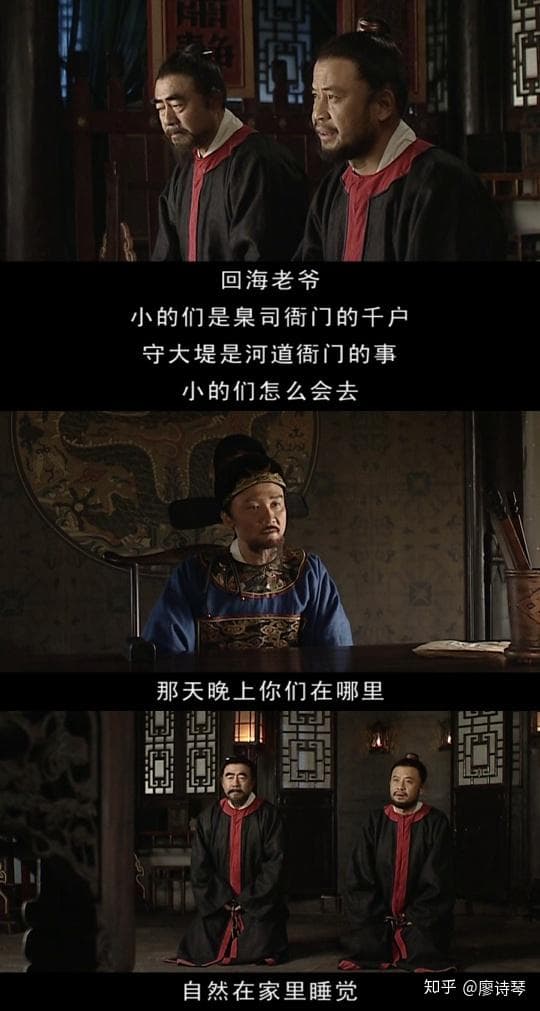 回海老爷
小的们是臬司衙门的千户
守大堤是河道衙门的事
小的们怎么会去
那天晚上你们在哪里
自然在家里睡觉
知乎 @廖诗琴